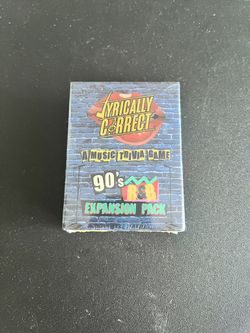 LYRICALLY
CORRECT
A MUSIC TRIVIA GAME
90's
R&B
EXPANSION PACK